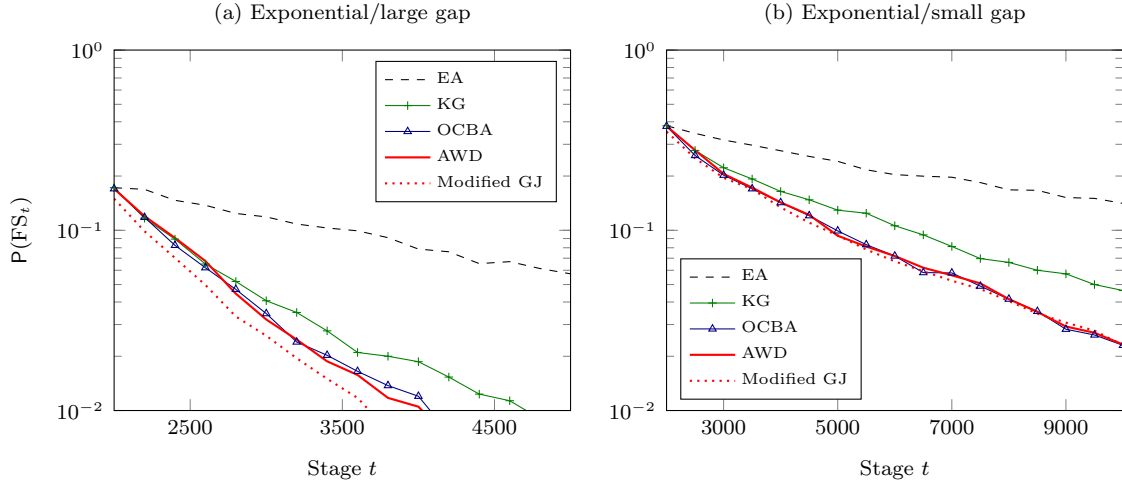 (a) Exponential/large gap
P(FS_t)
10^0
10^-1
10^-2
2500 3500 4500
Stage t
EA
KG
OCBA
AWD
Modified GJ
(b) Exponential/small gap
10^0
10^-1
10^-2
3000 5000 7000 9000
Stage t
EA
KG
OCBA
AWD
Modified GJ